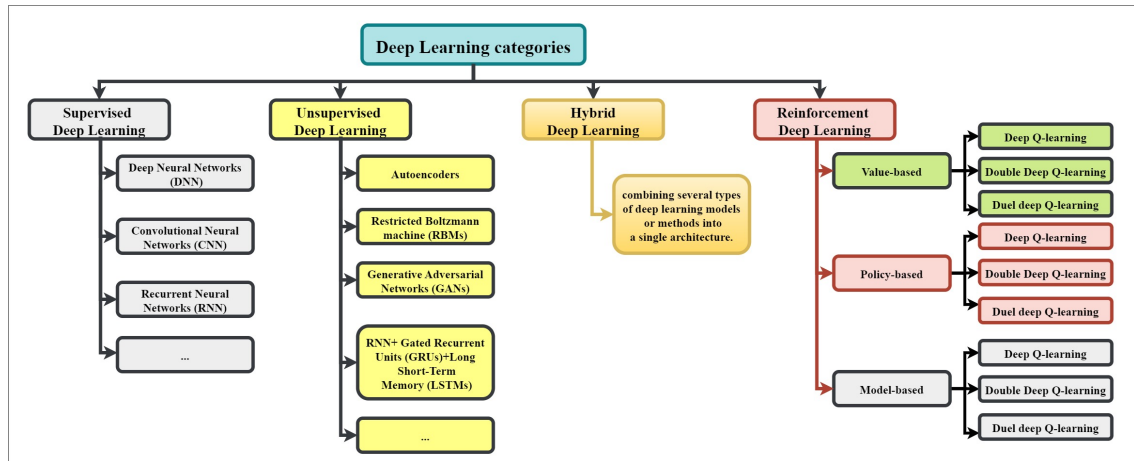 Deep Learning categories
Supervised
Deep Learning
Deep Neural Networks
(DNN)
Convolutional Neural
Networks (CNN)
Recurrent Neural
Networks (RNN)
...
Unsupervised
Deep Learning
Autoencoders
Restricted Boltzmann
machine (RBMs)
Generative Adversarial
Networks (GANs)
RNN+ Gated Recurrent
Units (GRUs)+Long
Short-Term
Memory (LSTMs)
...
Hybrid
Deep Learning
combining several types
of deep learning models
or methods into
a single architecture.
Reinforcement
Deep Learning
Value-based
Deep Q-learning
Double Deep Q-learning
Duel deep Q-learning
Policy-based
Deep Q-learning
Double Deep Q-learning
Duel deep Q-learning
Model-based
Deep Q-learning
Double Deep Q-learning
Duel deep Q-learning